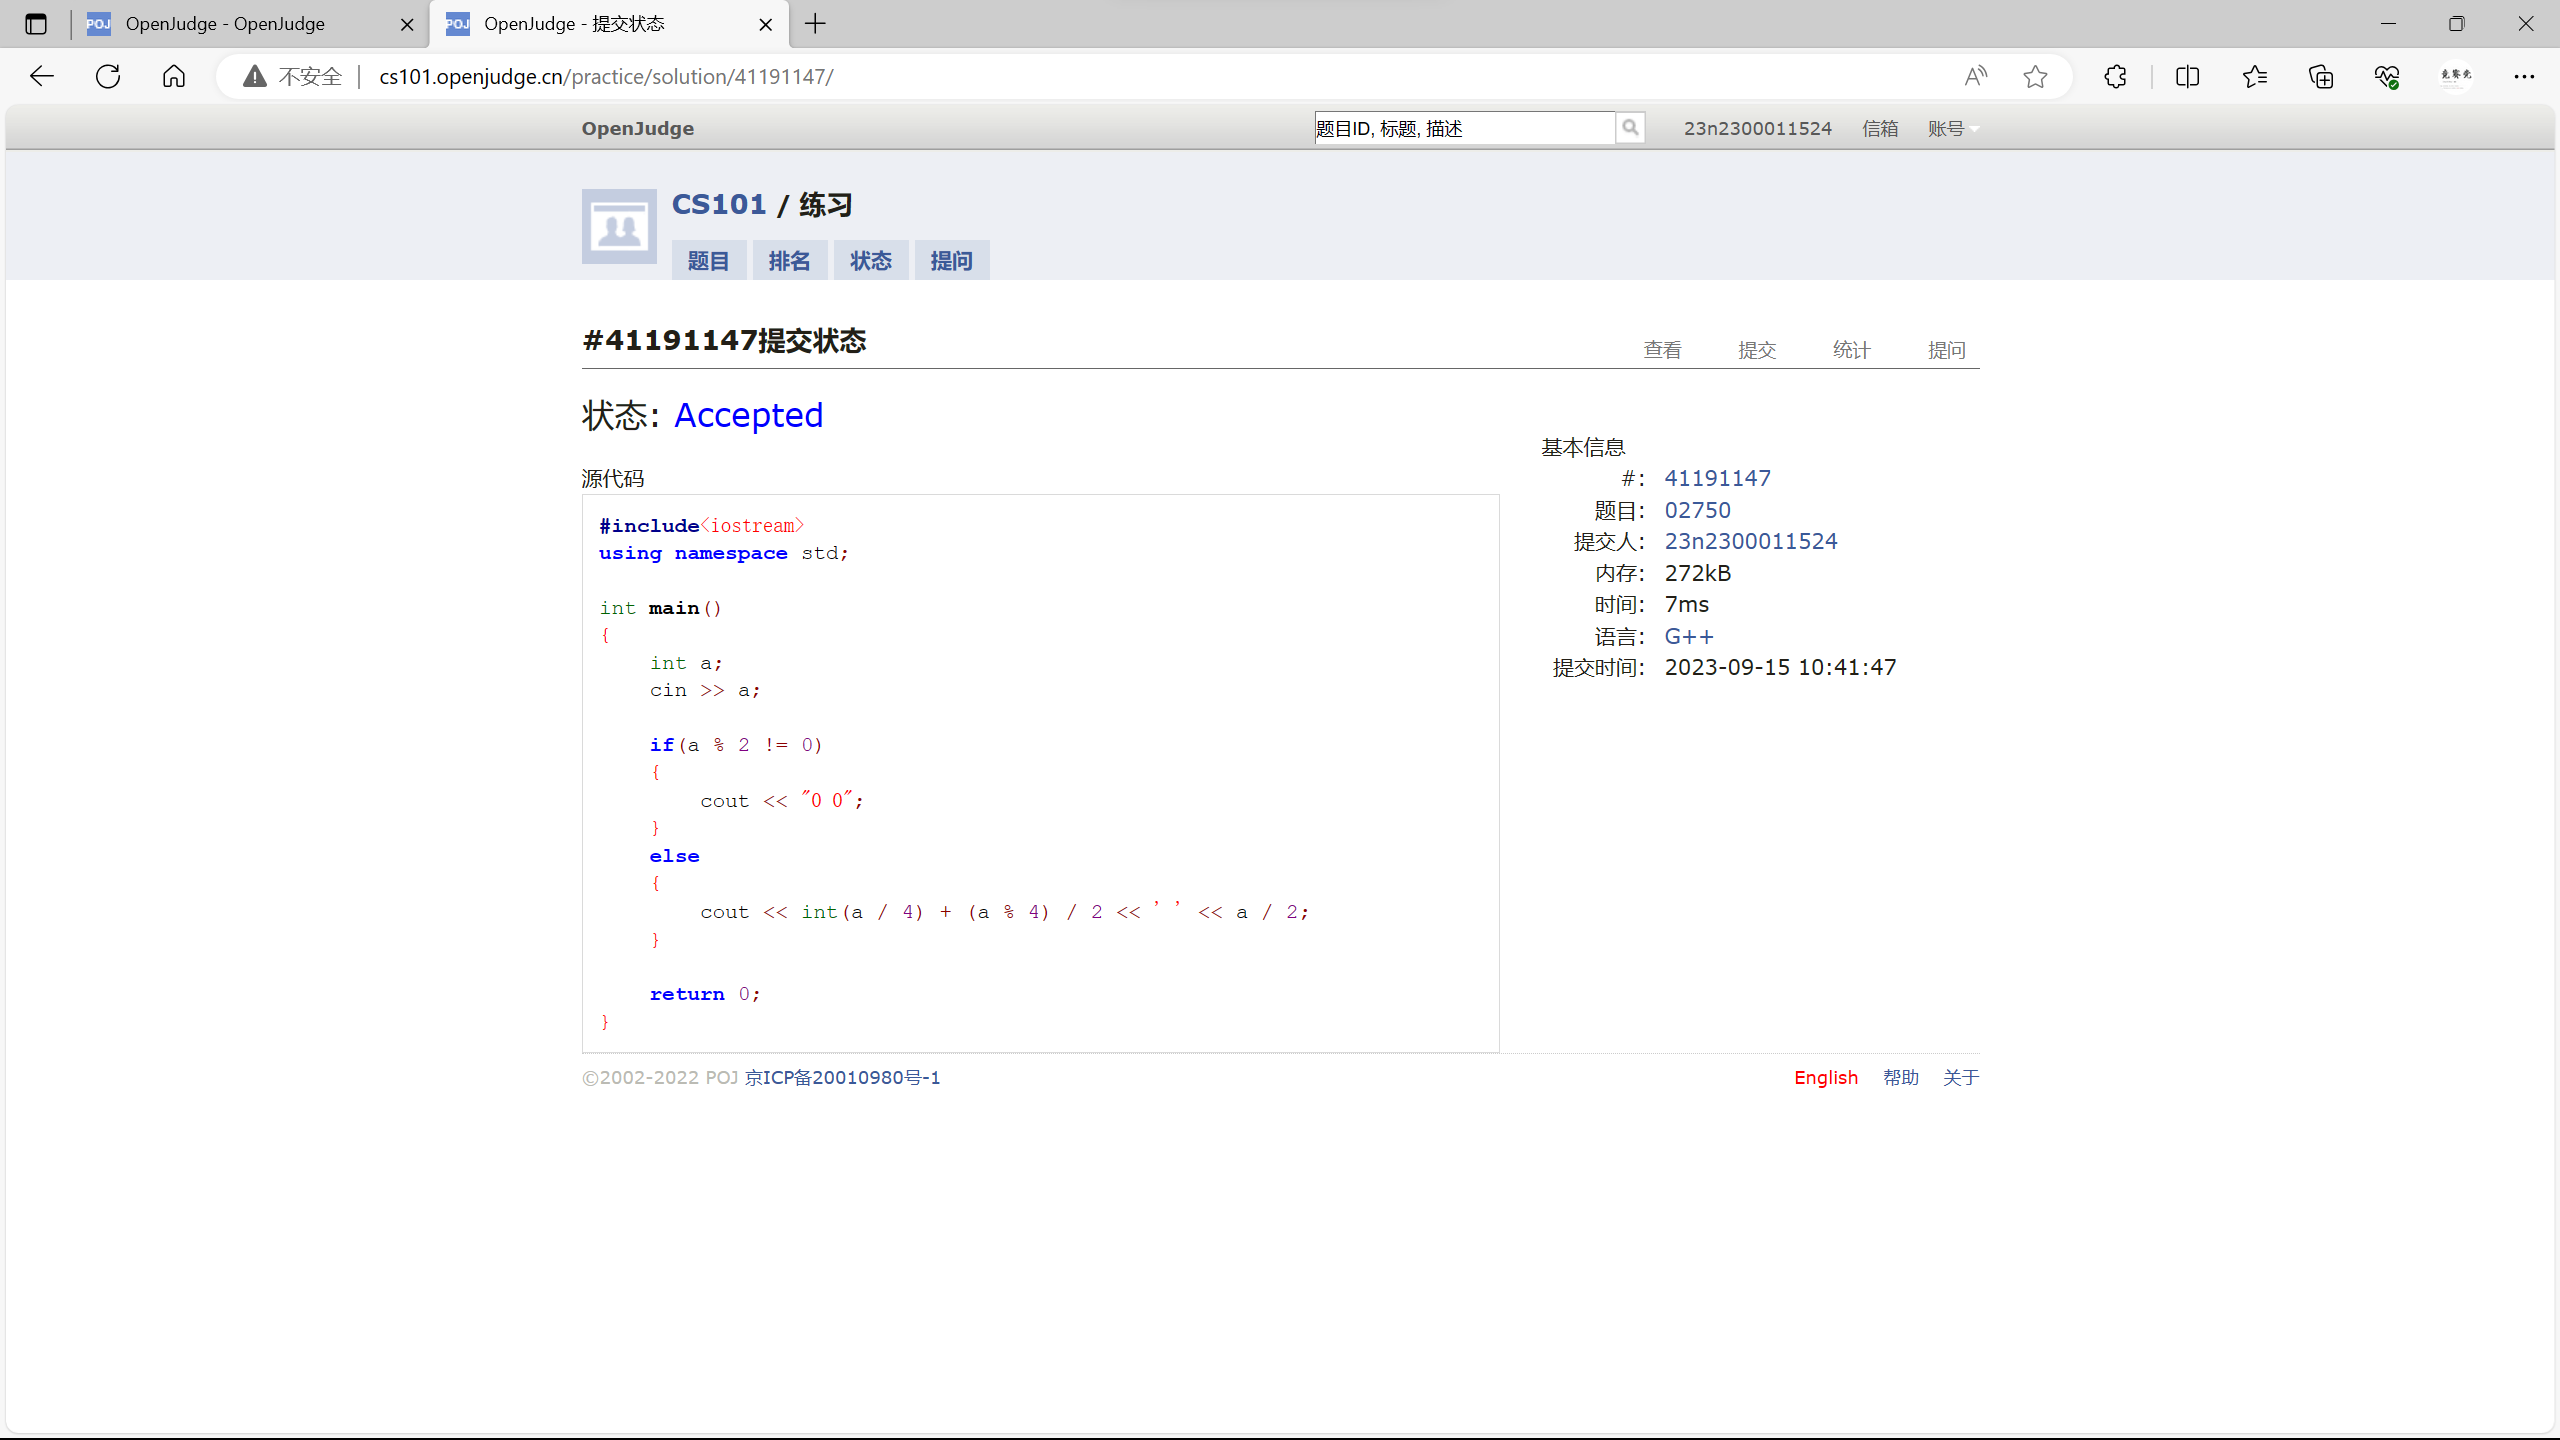 OpenJudge - OpenJudge
OpenJudge - 提交状态
不安全
cs101.openjudge.cn/practice/solution/41191147/
OpenJudge
题目ID, 标题, 描述
23n2300011524 信箱 账号
CS101 / 练习
题目 排名 状态 提问
#41191147提交状态
查看 提交 统计 提问
状态: Accepted
源代码
#include<iostream>
using namespace std;
int main()
{
    int a;
    cin >> a;
    if(a % 2 != 0)
    {
        cout << "0 0";
    }
    else
    {
        cout << int(a / 4) + (a % 4) / 2 << ' ' << a / 2;
    }
    return 0;
}
基本信息
#: 41191147
题目: 02750
提交人: 23n2300011524
内存: 272kB
时间: 7ms
语言: G++
提交时间: 2023-09-15 10:41:47
©2002-2022 POJ 京ICP备20010980号-1
English 帮助 关于